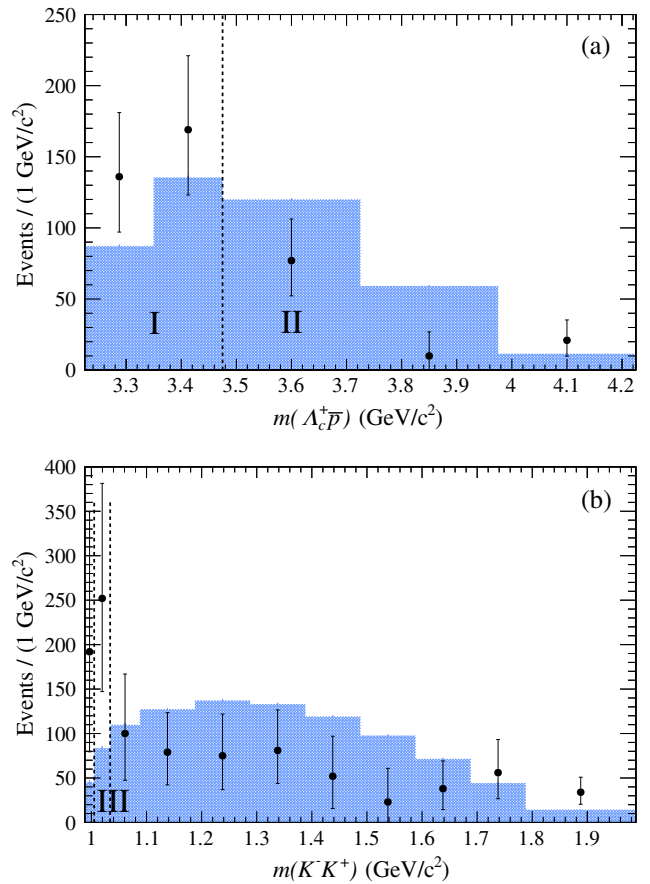 250
(a)
200
150
100
50
0
Events / (1 GeV/c²)
I
II
3.3 3.4 3.5 3.6 3.7 3.8 3.9 4 4.1 4.2
m(Λc⁺p̅) (GeV/c²)
400
(b)
350
300
250
200
150
100
50
0
Events / (1 GeV/c²)
III
1 1.1 1.2 1.3 1.4 1.5 1.6 1.7 1.8 1.9
m(K⁻K⁺) (GeV/c²)